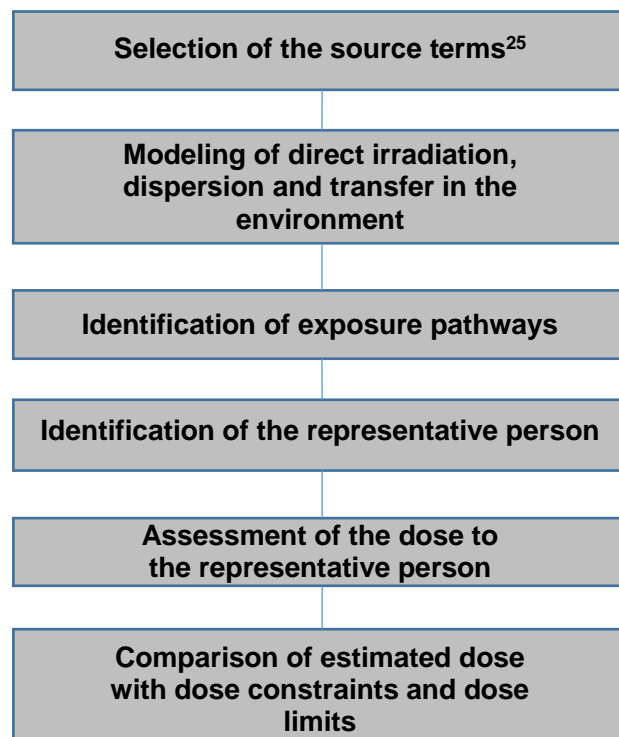 Selection of the source terms25
Modeling of direct irradiation,
dispersion and transfer in the
environment
Identification of exposure pathways
Identification of the representative person
Assessment of the dose to
the representative person
Comparison of estimated dose
with dose constraints and dose
limits